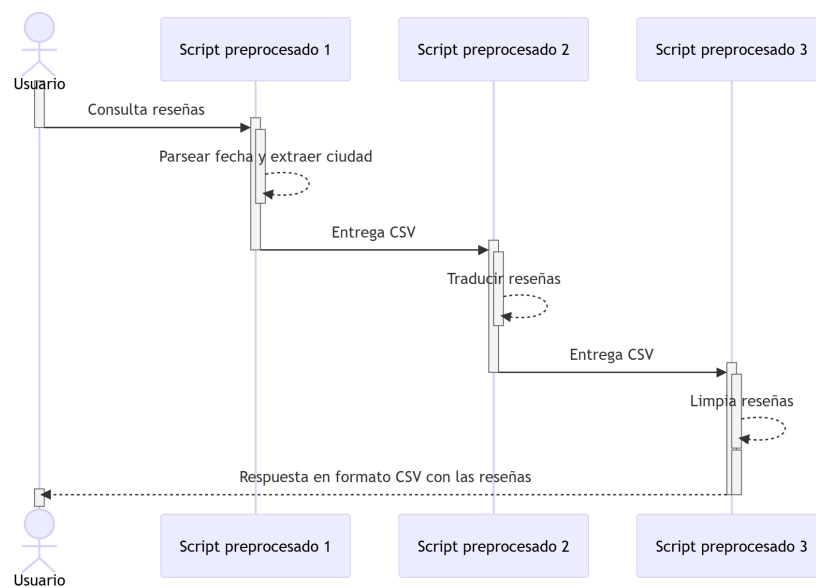 Usuario
Script preprocesado 1
Script preprocesado 2
Script preprocesado 3
Consulta reseñas
Parsear fecha y extraer ciudad
Entrega CSV
Traducir reseñas
Entrega CSV
Limpia reseñas
Respuesta en formato CSV con las reseñas
Script preprocesado 1
Script preprocesado 2
Script preprocesado 3
Usuario